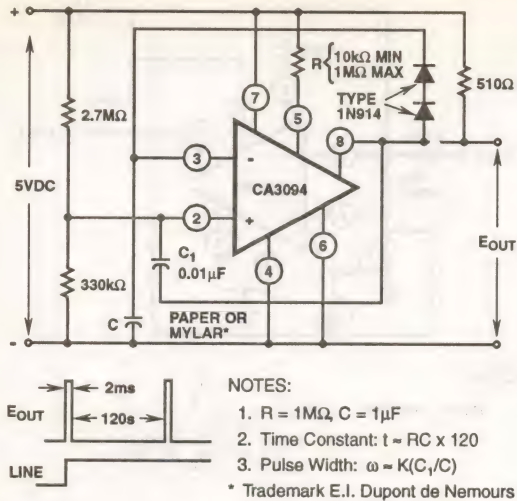 +
R
10kΩ MIN
1MΩ MAX
510Ω
7
5
TYPE
1N914
2.7MΩ
8
3
-
CA3094
5VDC
2
+
6
4
C₁
0.01μF
EOUT
330kΩ
PAPER OR
MYLAR*
C
-
2ms
EOUT
120s
LINE
NOTES:
1. R = 1MΩ, C = 1μF
2. Time Constant: t ≈ RC x 120
3. Pulse Width: ω ≈ K(C₁/C)
* Trademark E.I. Dupont de Nemours